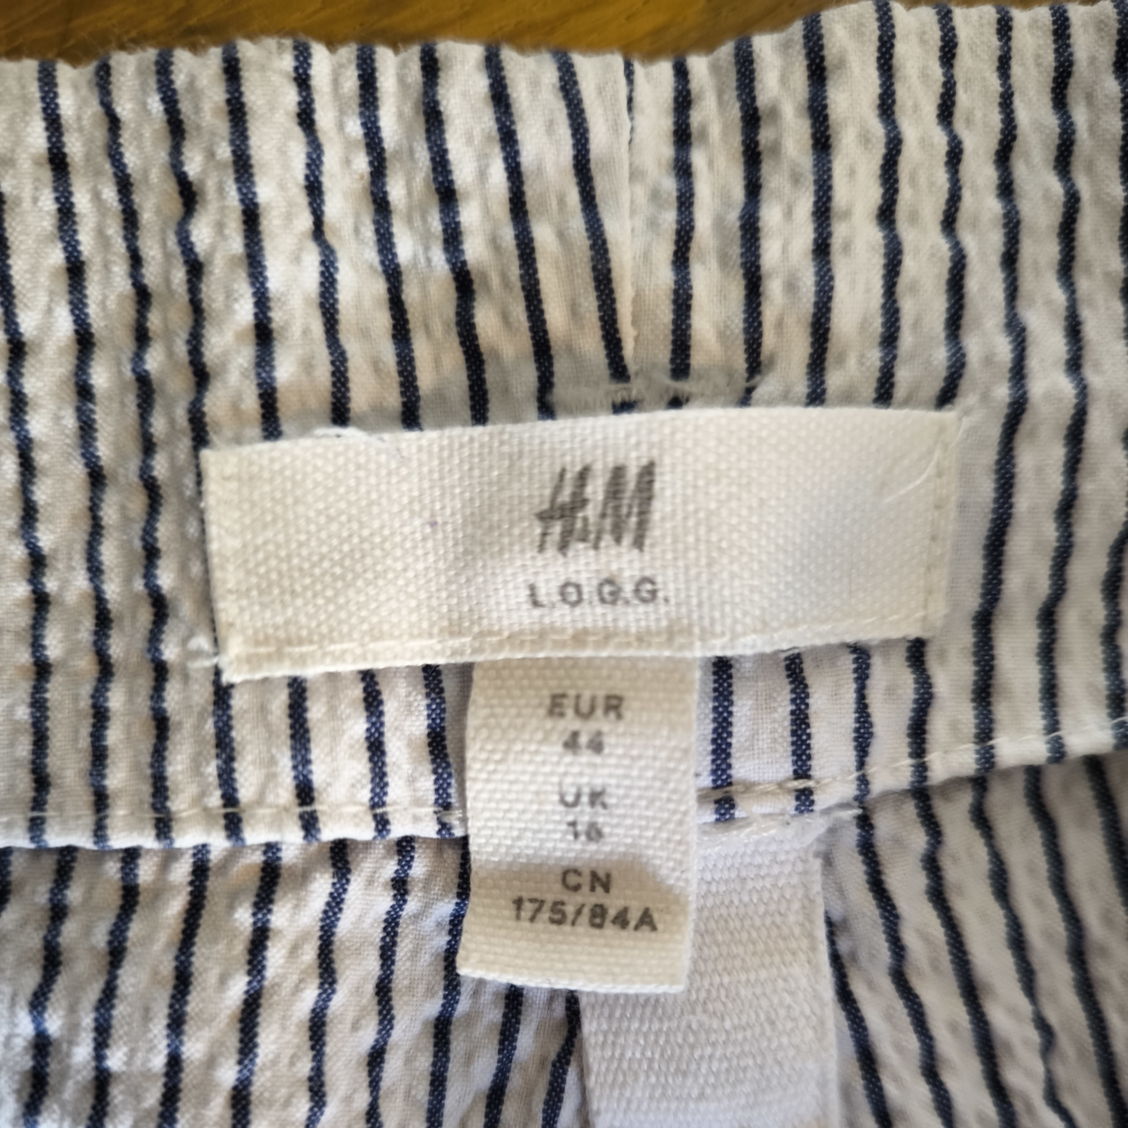 H&M
L.O.G.G.
EUR
44
UK
16
CN
175/84A